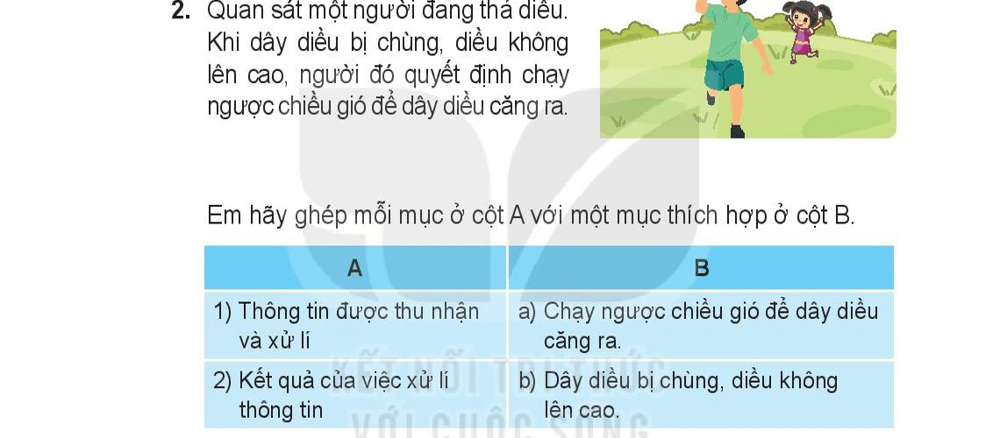 2. Quan sát một người đang thả diều.
Khi dây diều bị chùng, diều không
lên cao, người đó quyết định chạy
ngược chiều gió để dây diều căng ra.
Em hãy ghép mỗi mục ở cột A với một mục thích hợp ở cột B.
A
B
1) Thông tin được thu nhận
và xử lí
a) Chạy ngược chiều gió để dây diều
căng ra.
2) Kết quả của việc xử lí
thông tin
b) Dây diều bị chùng, diều không
lên cao.
KẾT NỐI TRI THỨC
VỚI CUỘC SỐNG